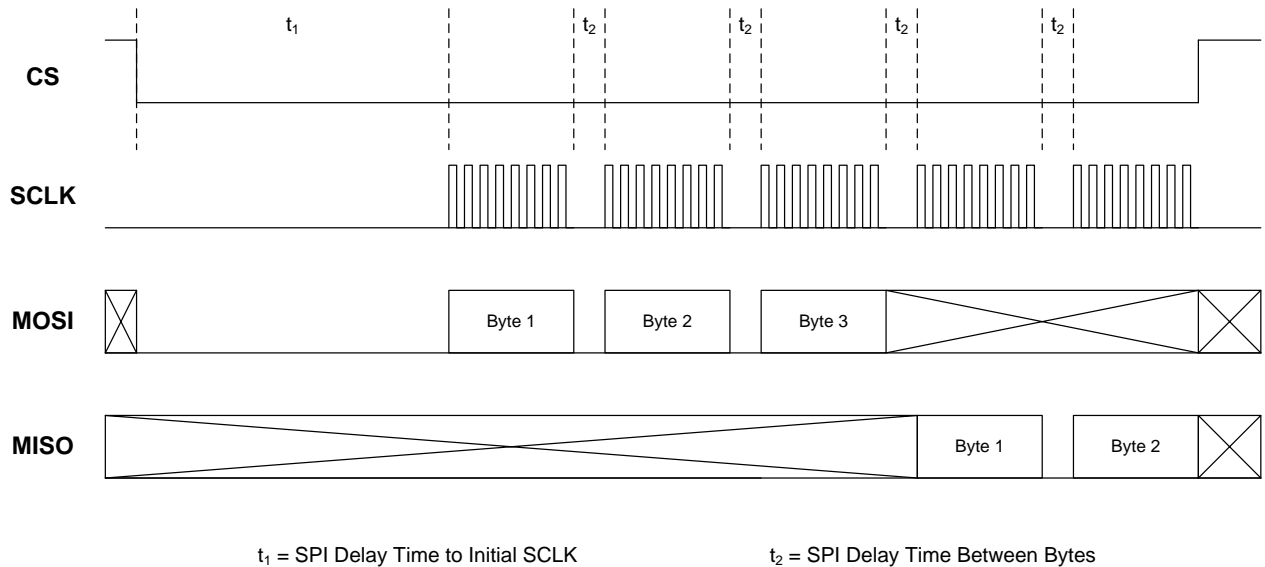 t₁ t₂ t₂ t₂ t₂
CS
SCLK
MOSI Byte 1 Byte 2 Byte 3
MISO Byte 1 Byte 2
t₁ = SPI Delay Time to Initial SCLK t₂ = SPI Delay Time Between Bytes